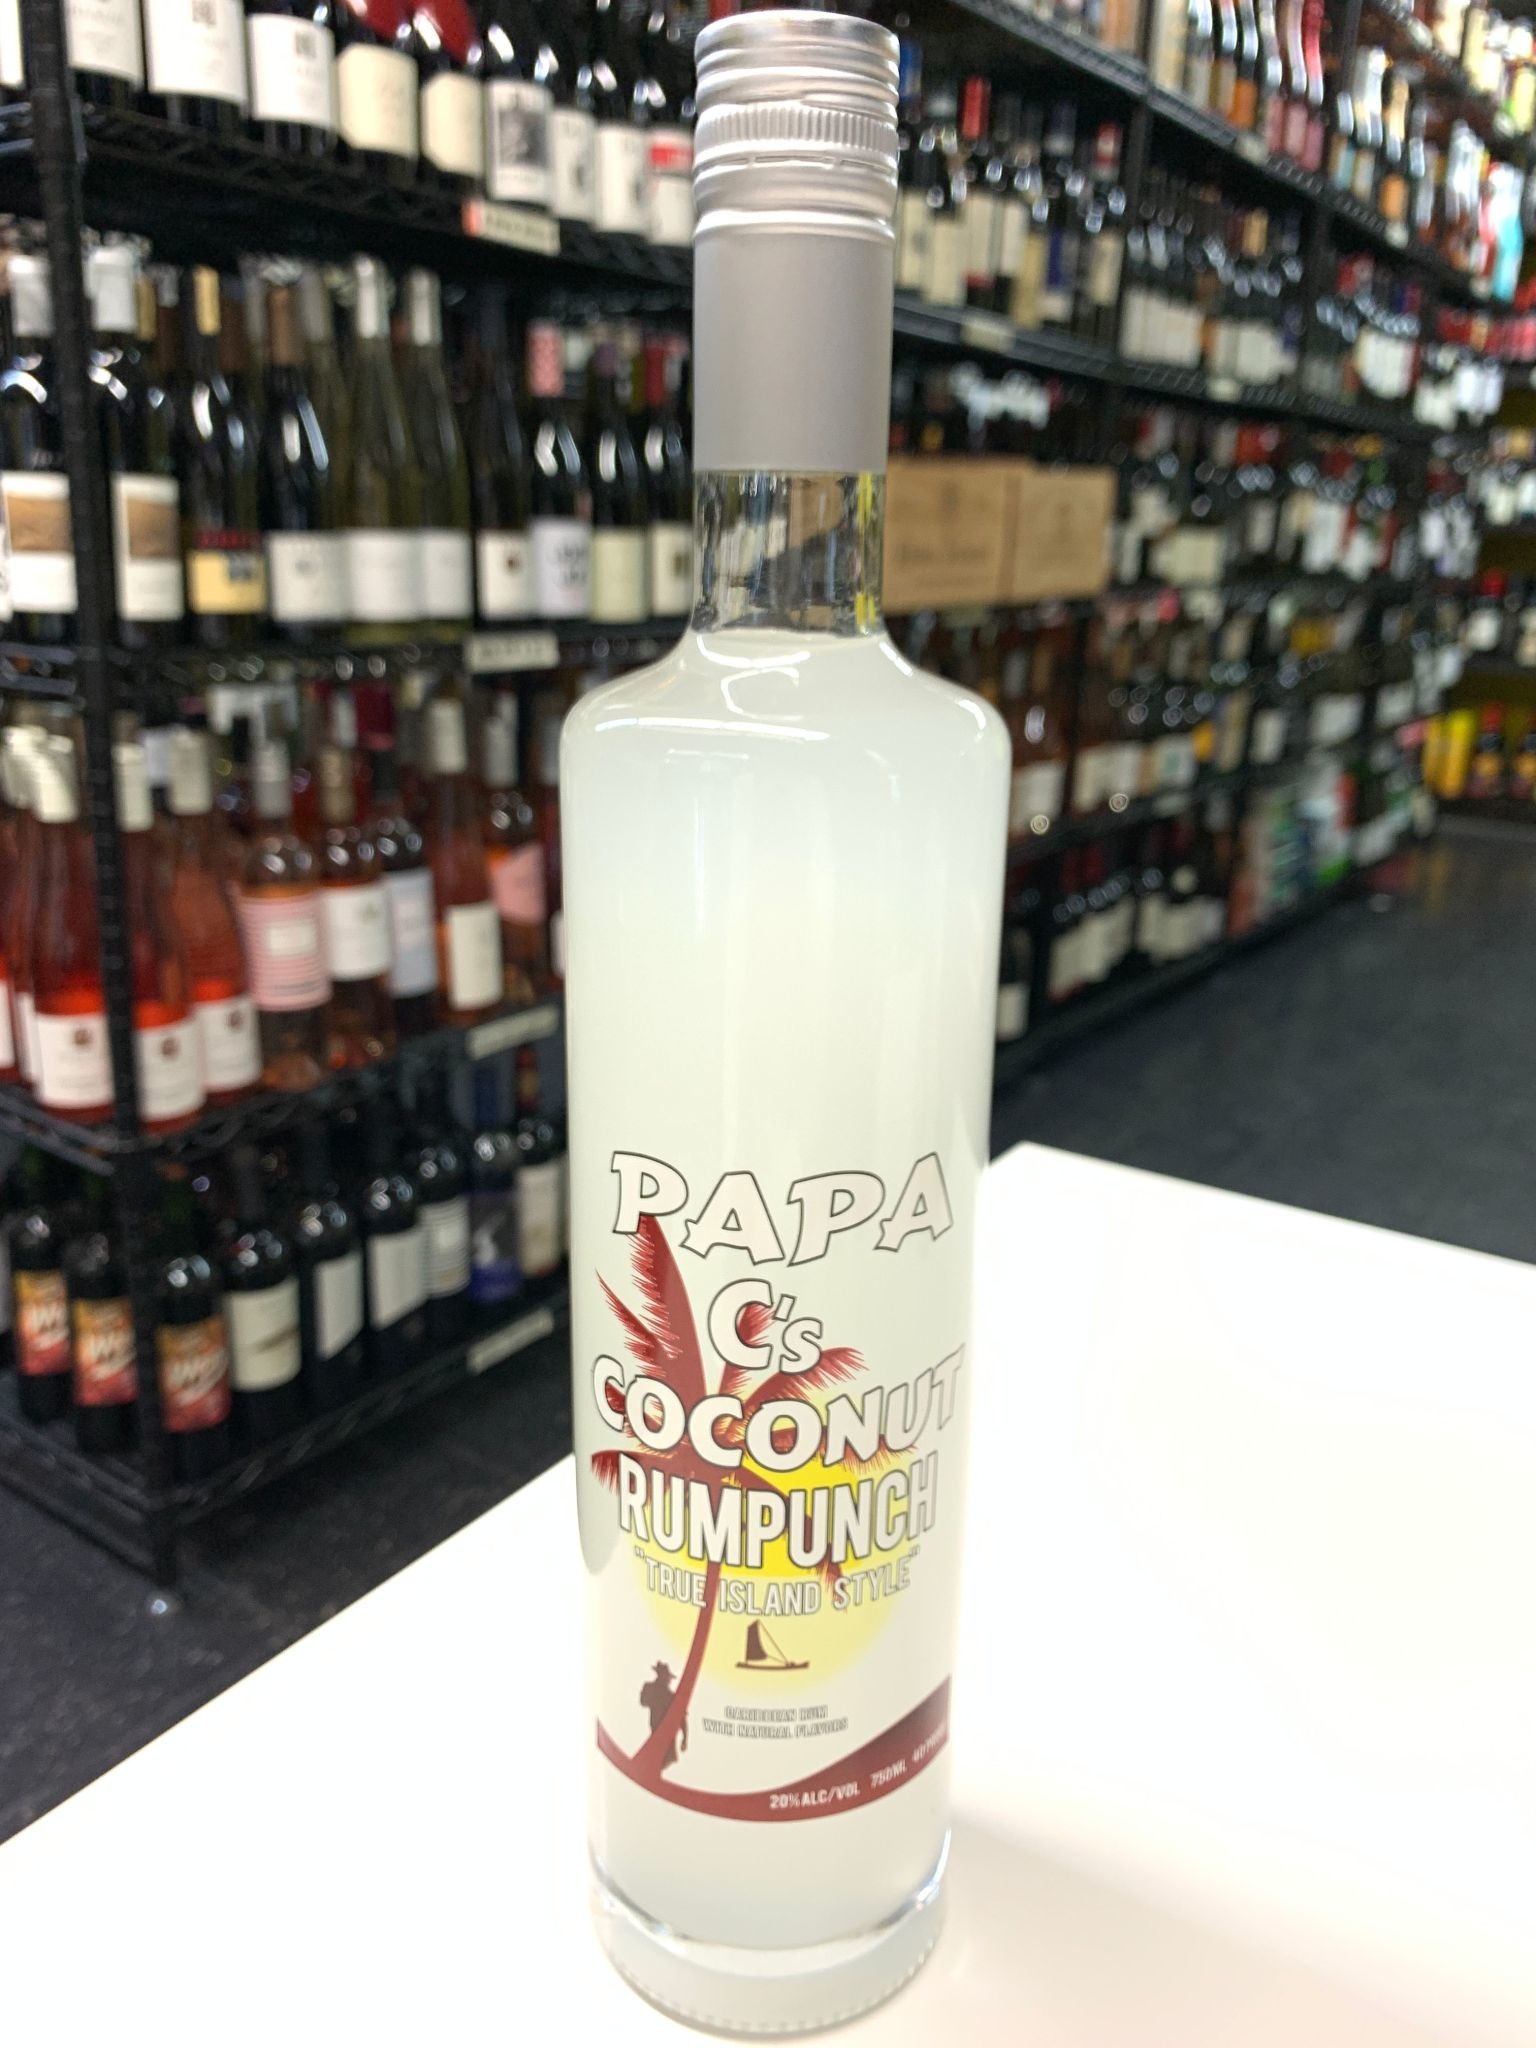 PAPA
C's
COCONUT
RUMPUNCH
"TRUE ISLAND STYLE"
CARIBBEAN RUM
WITH NATURAL FLAVORS
20% ALC/VOL 750ML 40 PROOF